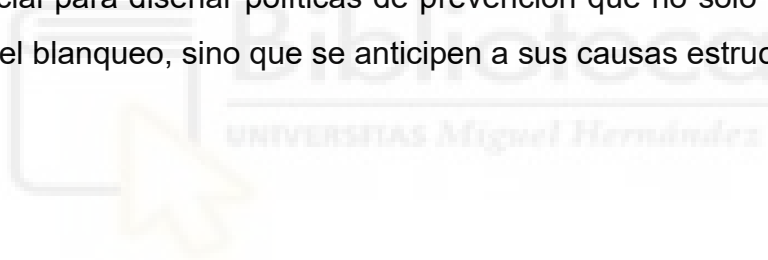 cial para diseñar políticas de prevención que no solo
el blanqueo, sino que se anticipen a sus causas estruc
Biblioteca
UNIVERSITAS Miguel Hernández